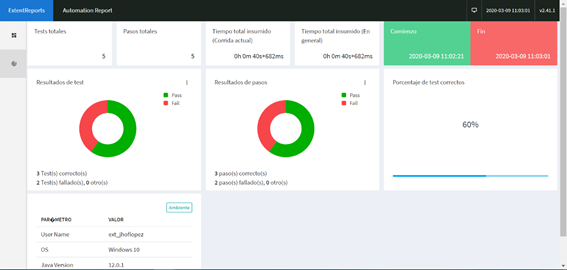 ExtentReports Automation Report 2020-03-09 11:03:01 v2.41.1
Tests totales
5
Pasos totales
5
Tiempo total insumido (Corrida actual)
0h 0m 40s+682ms
Tiempo total insumido (En general)
0h 0m 40s+682ms
Comienzo
2020-03-09 11:02:21
Fin
2020-03-09 11:03:01
Resultados de test
Pass
Fail
3 Test(s) correcto(s)
2 Test(s) fallado(s), 0 otro(s)
Resultados de pasos
Pass
Fail
3 paso(s) correcto(s)
2 paso(s) fallado(s), 0 otro(s)
Porcentaje de test correctos
60%
Ambiente
PAR�METRO VALOR
User Name ext_jhoflopez
OS Windows 10
Java Version 12.0.1